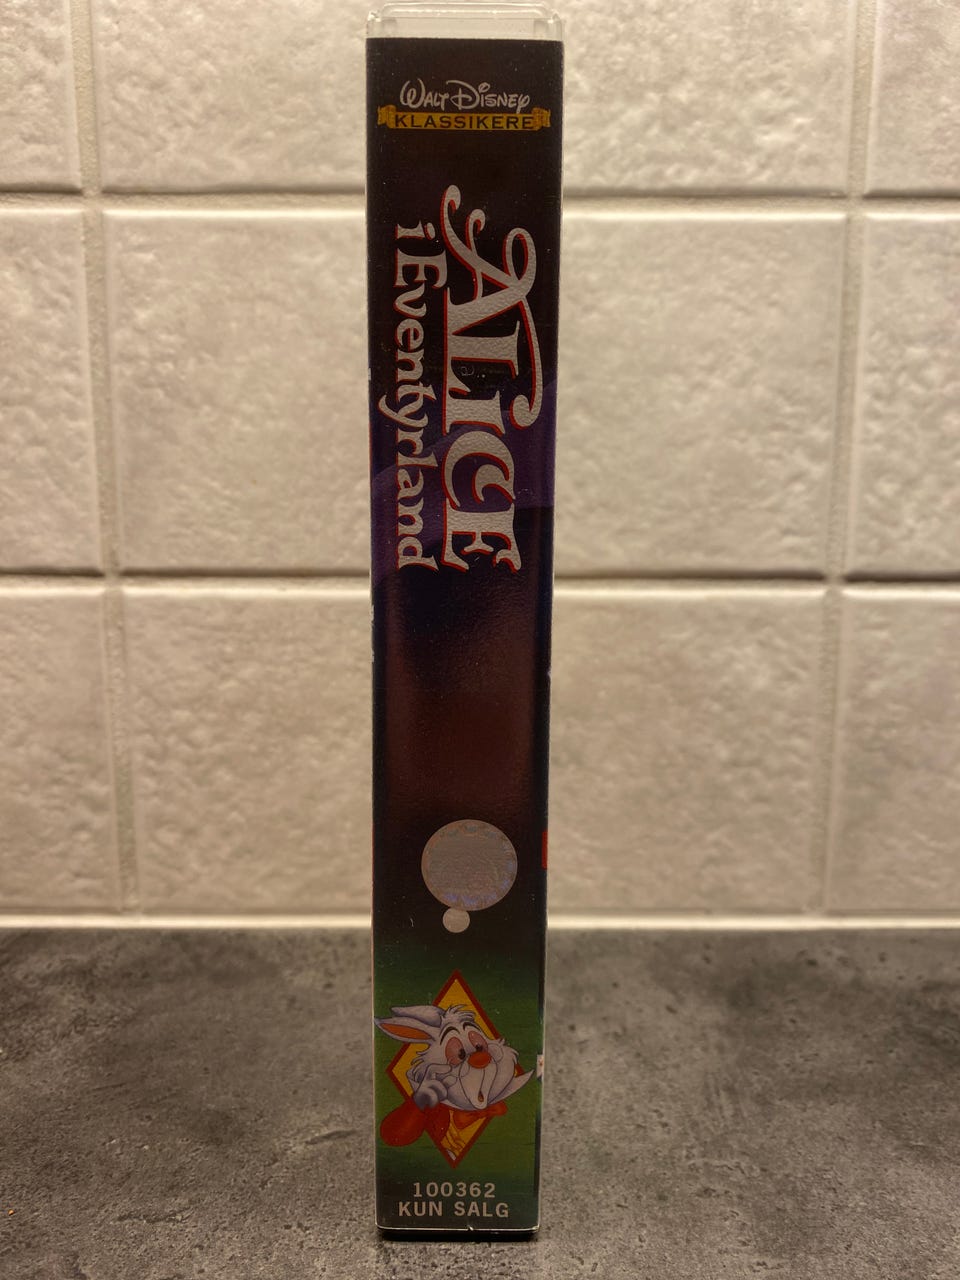 WALT DISNEY
KLASSIKERE
ALICE
i Eventyrland
100362
KUN SALG